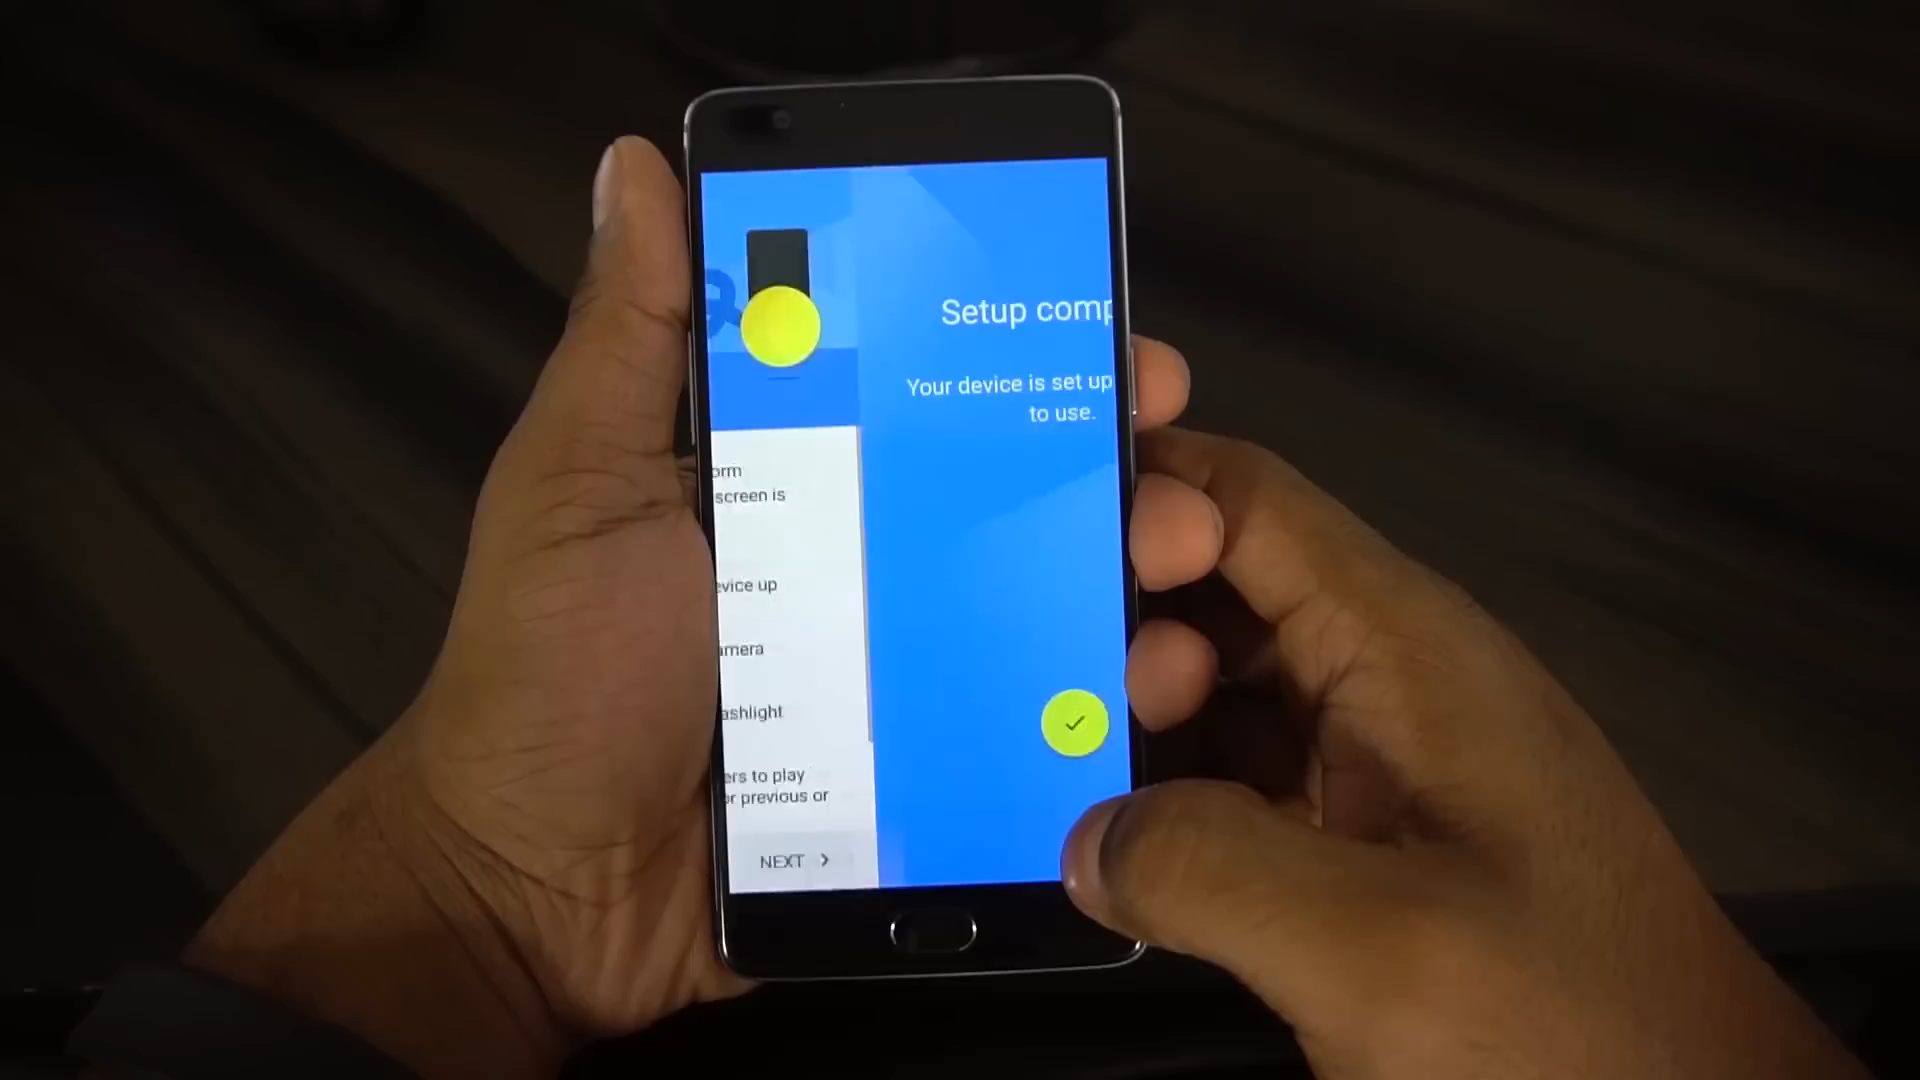 Setup comp
Your device is set up
to use.
orm
screen is
evice up
amera
ashlight
ers to play
or previous or
NEXT